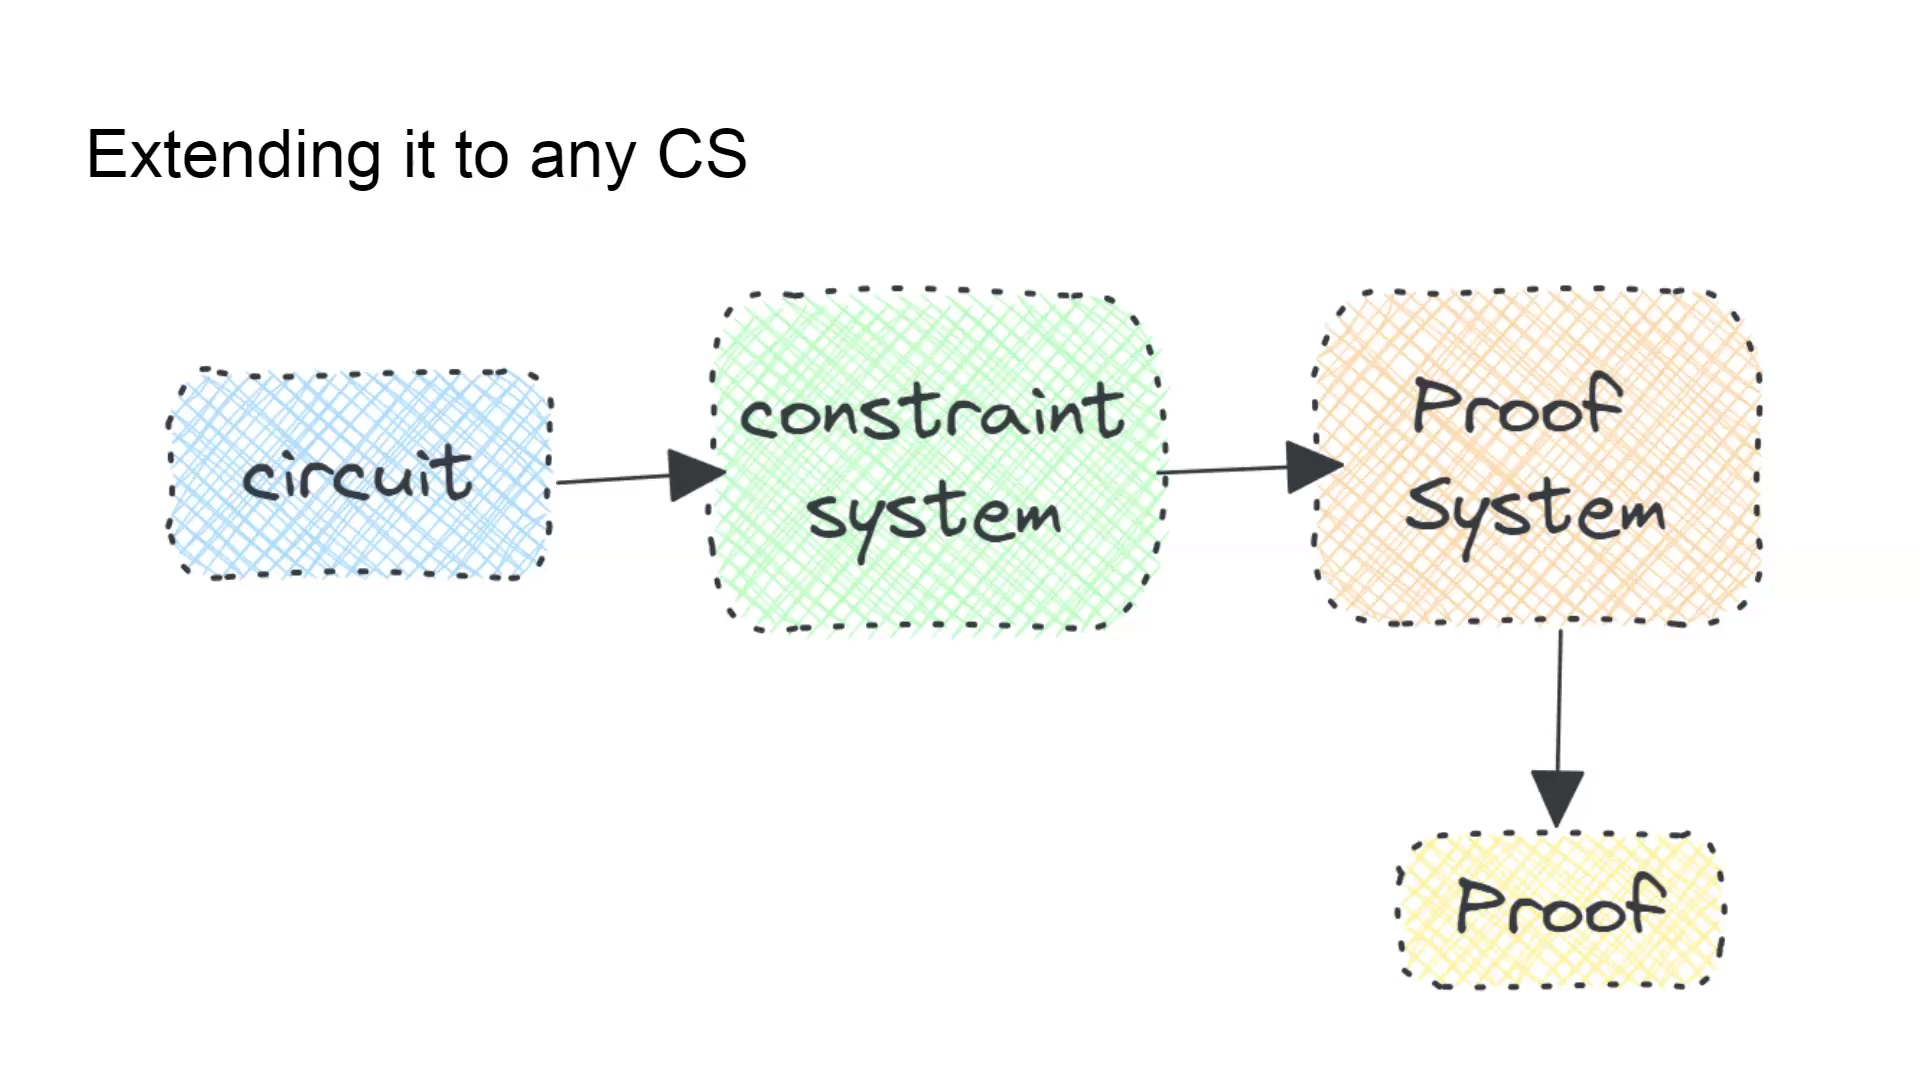 Extending it to any CS
circuit
constraint
system
Proof
System
Proof